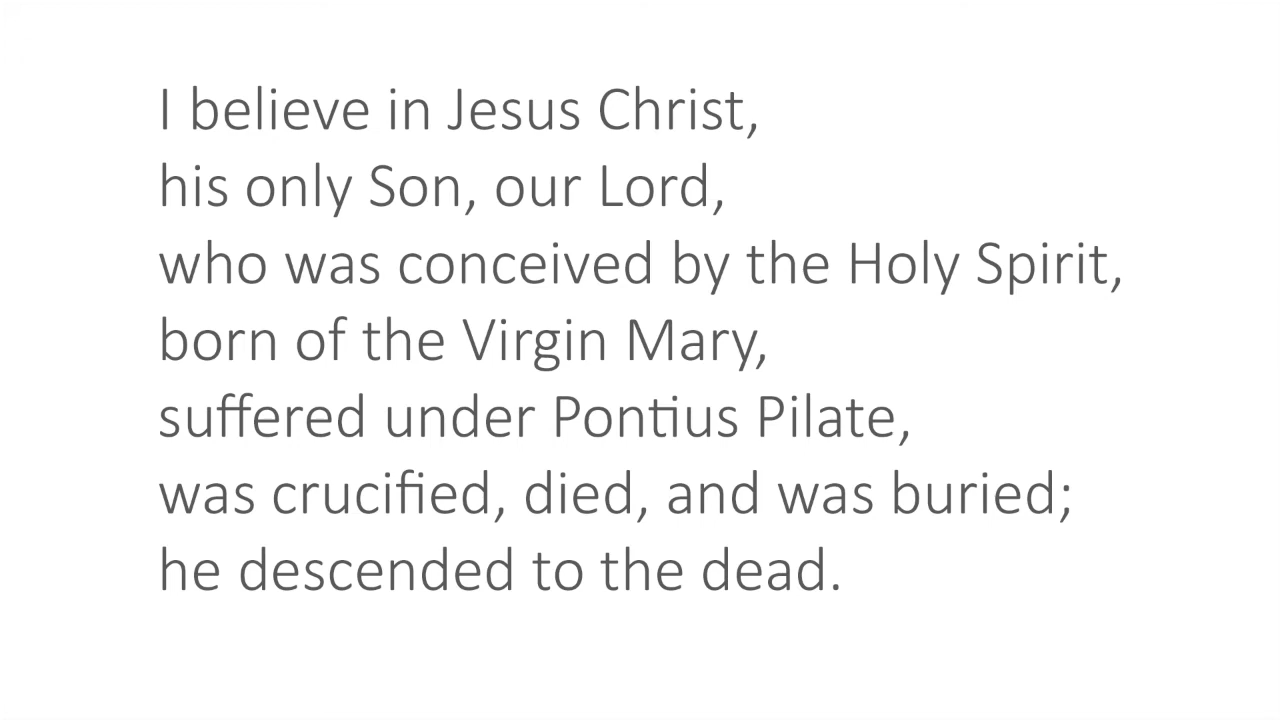 I believe in Jesus Christ,
his only Son, our Lord,
who was conceived by the Holy Spirit,
born of the Virgin Mary,
suffered under Pontius Pilate,
was crucified, died, and was buried;
he descended to the dead.